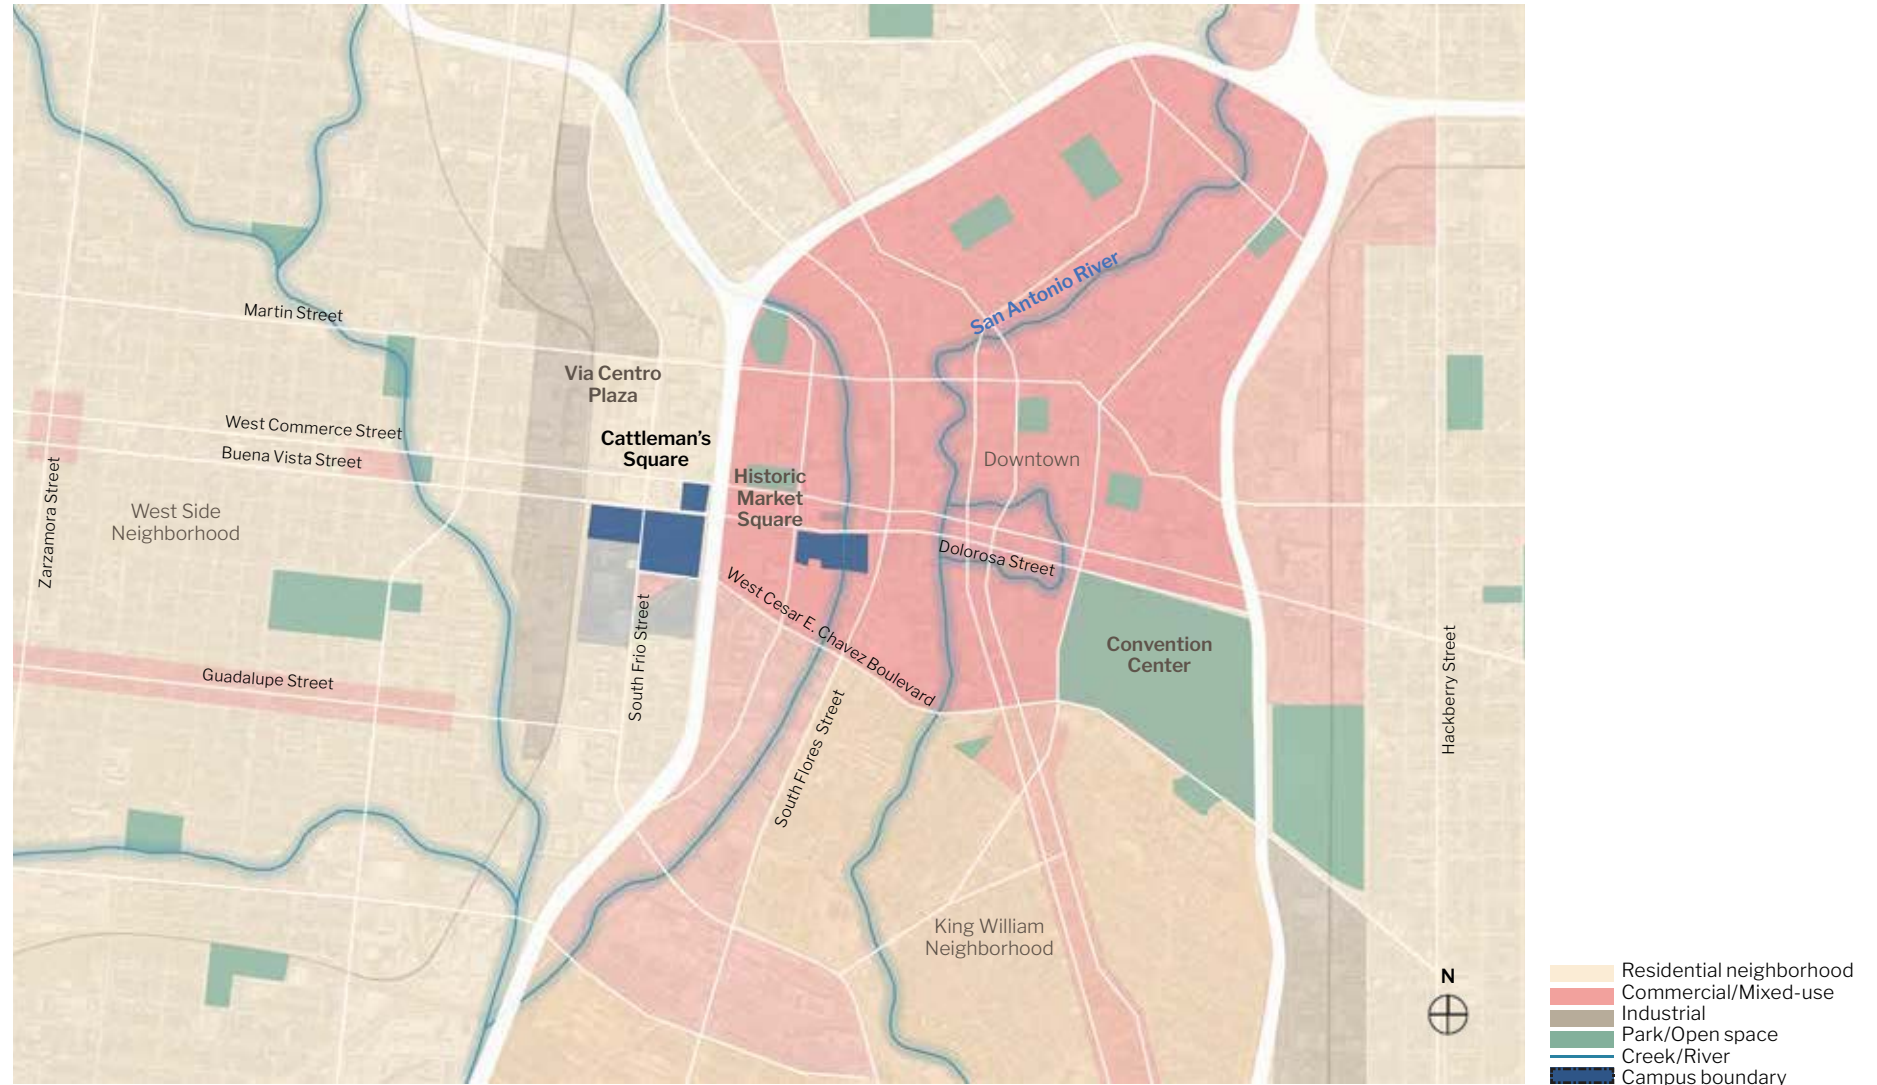 San Antonio River
Martin Street
Via Centro
Plaza
West Commerce Street
Buena Vista Street
Cattleman's
Square
Historic
Market
Square
Downtown
Zarzamora Street
West Side
Neighborhood
Dolorosa Street
West Cesar E. Chavez Boulevard
South Frio Street
Convention
Center
Hackberry Street
Guadalupe Street
South Flores Street
King William
Neighborhood
N
Residential neighborhood
Commercial/Mixed-use
Industrial
Park/Open space
Creek/River
Campus boundary